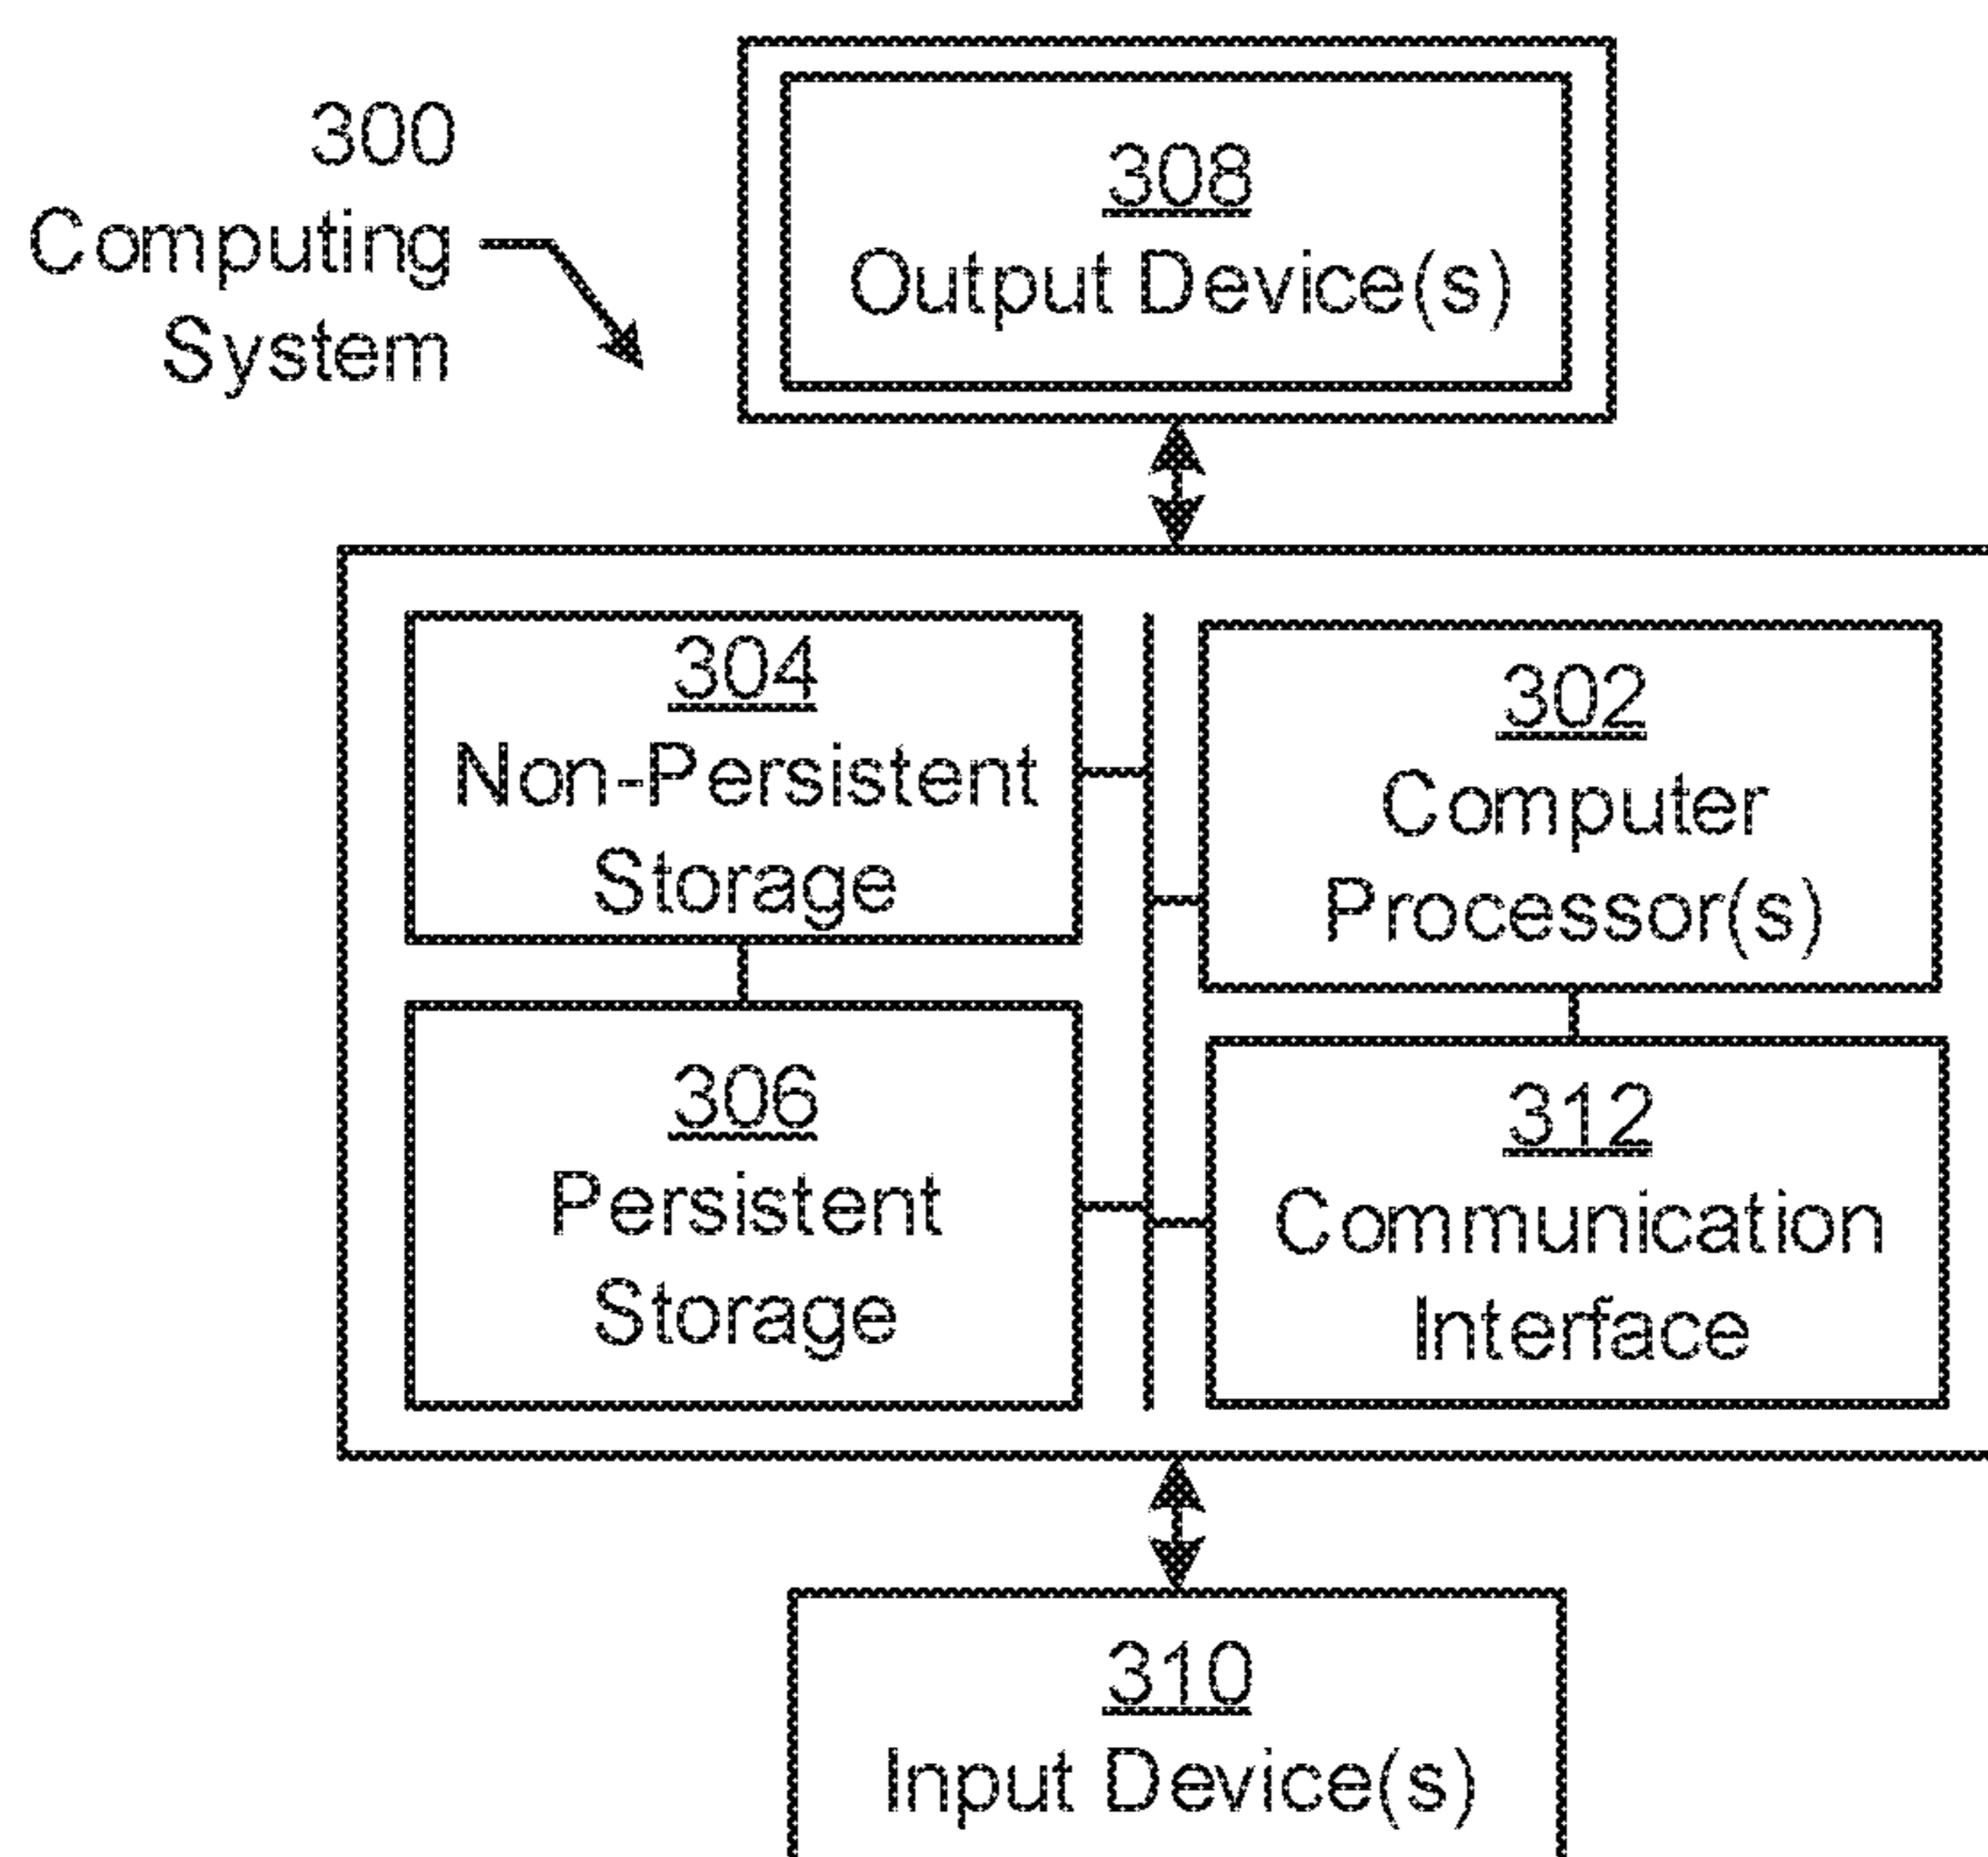 300
Computing
System
308
Output Device(s)
304
Non-Persistent
Storage
302
Computer
Processor(s)
306
Persistent
Storage
312
Communication
Interface
310
Input Device(s)